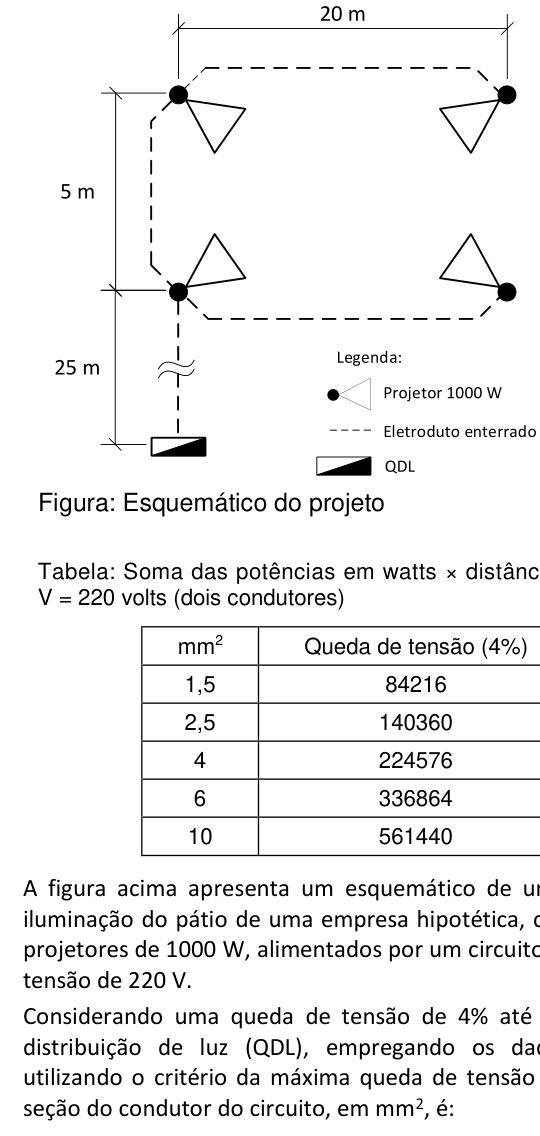 20 m
5 m
25 m
Legenda:
Projetor 1000 W
Eletroduto enterrado
QDL
Figura: Esquemático do projeto
Tabela: Soma das potências em watts ×
V = 220 volts (dois condutores)
mm² Queda de tensão (4%)
1,5 84216
2,5 140360
4 224576
6 336864
10 561440
A figura acima apresenta um esquemático de
iluminação do pátio de uma empresa hipotética,
projetores de 1000 W, alimentados por um circuito
tensão de 220 V.
Considerando uma queda de tensão de 4% até
distribuição de luz (QDL), empregando os
utilizando o critério da máxima queda de tensão
seção do condutor do circuito, em mm², é: